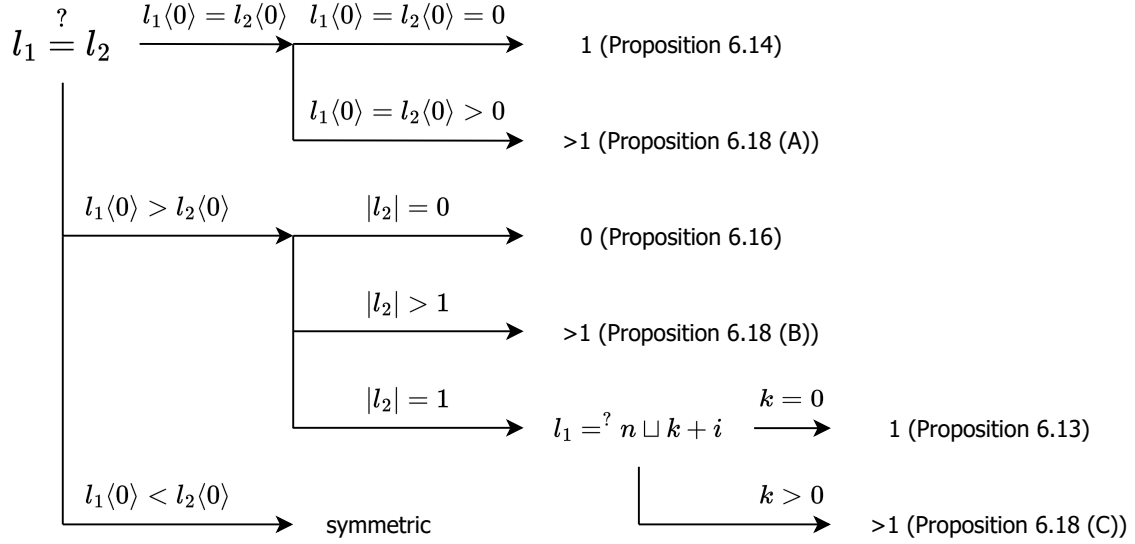 l₁ =? l₂
l₁⟨0⟩ = l₂⟨0⟩
l₁⟨0⟩ = l₂⟨0⟩ = 0
1 (Proposition 6.14)
l₁⟨0⟩ = l₂⟨0⟩ > 0
>1 (Proposition 6.18 (A))
l₁⟨0⟩ > l₂⟨0⟩
|l₂| = 0
0 (Proposition 6.16)
|l₂| > 1
>1 (Proposition 6.18 (B))
|l₂| = 1
l₁ =? n ⊔ k + i
k = 0
1 (Proposition 6.13)
k > 0
>1 (Proposition 6.18 (C))
l₁⟨0⟩ < l₂⟨0⟩
symmetric